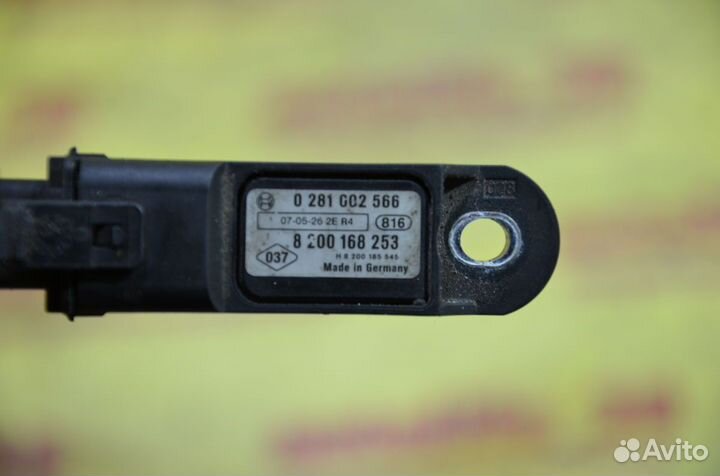 0 281 002 566
07-05-26 2E R4 816
8 200 168 253
037 H 8 200 185 545
Made in Germany
Avito